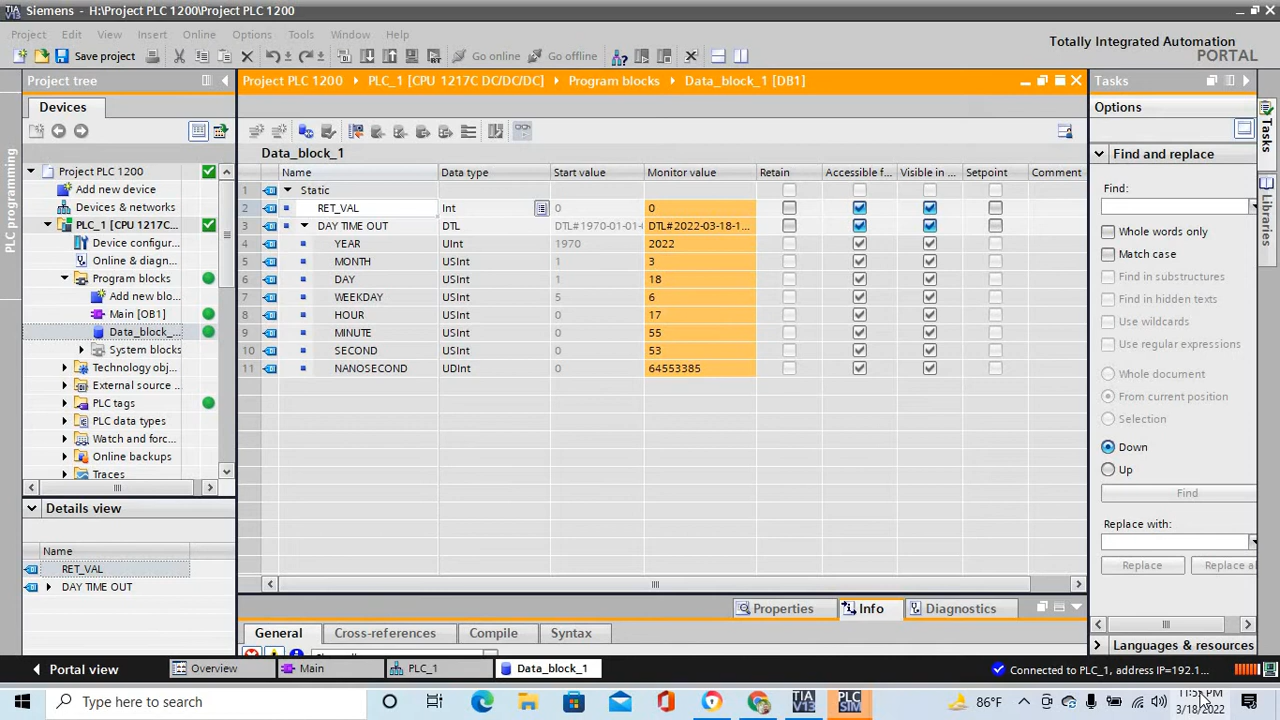 Siemens - H:\Project PLC 1200\Project PLC 1200
Project Edit View Insert Online Options Tools Window Help
Totally Integrated Automation
PORTAL
Save project
Go online
Go offline
Project tree
Project PLC 1200 PLC_1 [CPU 1217C DC/DC/DC] Program blocks Data_block_1 [DB1]
Tasks
Devices
Options
PLC programming
Tasks
Libraries
Data_block_1
Find and replace
Name Data type Start value Monitor value Retain Accessible f... Visible in ... Setpoint Comment
1 Static
2 RET_VAL Int 0 0
3 DAY TIME OUT DTL DTL#1970-01-01- DTL#2022-03-18-1...
4 YEAR UInt 1970 2022
5 MONTH USInt 1 3
6 DAY USInt 1 18
7 WEEKDAY USInt 5 6
8 HOUR USInt 0 17
9 MINUTE USInt 0 55
10 SECOND USInt 0 53
11 NANOSECOND UDInt 0 64553385
Project PLC 1200
Add new device
Devices & networks
PLC_1 [CPU 1217C...
Device configur...
Online & diagn...
Program blocks
Add new blo...
Main [OB1]
Data_block_...
System blocks
Technology obj...
External source ...
PLC tags
PLC data types
Watch and forc...
Online backups
Traces
Find:
Whole words only
Match case
Find in substructures
Find in hidden texts
Use wildcards
Use regular expressions
Whole document
From current position
Selection
Down
Up
Find
Replace with:
Replace Replace al
Languages & resources
Details view
Name
RET_VAL
DAY TIME OUT
Properties Info Diagnostics
General Cross-references Compile Syntax
Portal view Overview Main PLC_1 Data_block_1
Connected to PLC_1, address IP=192.1...
Type here to search
TIA
V13
PLC
SIM
86°F
3/18/2022